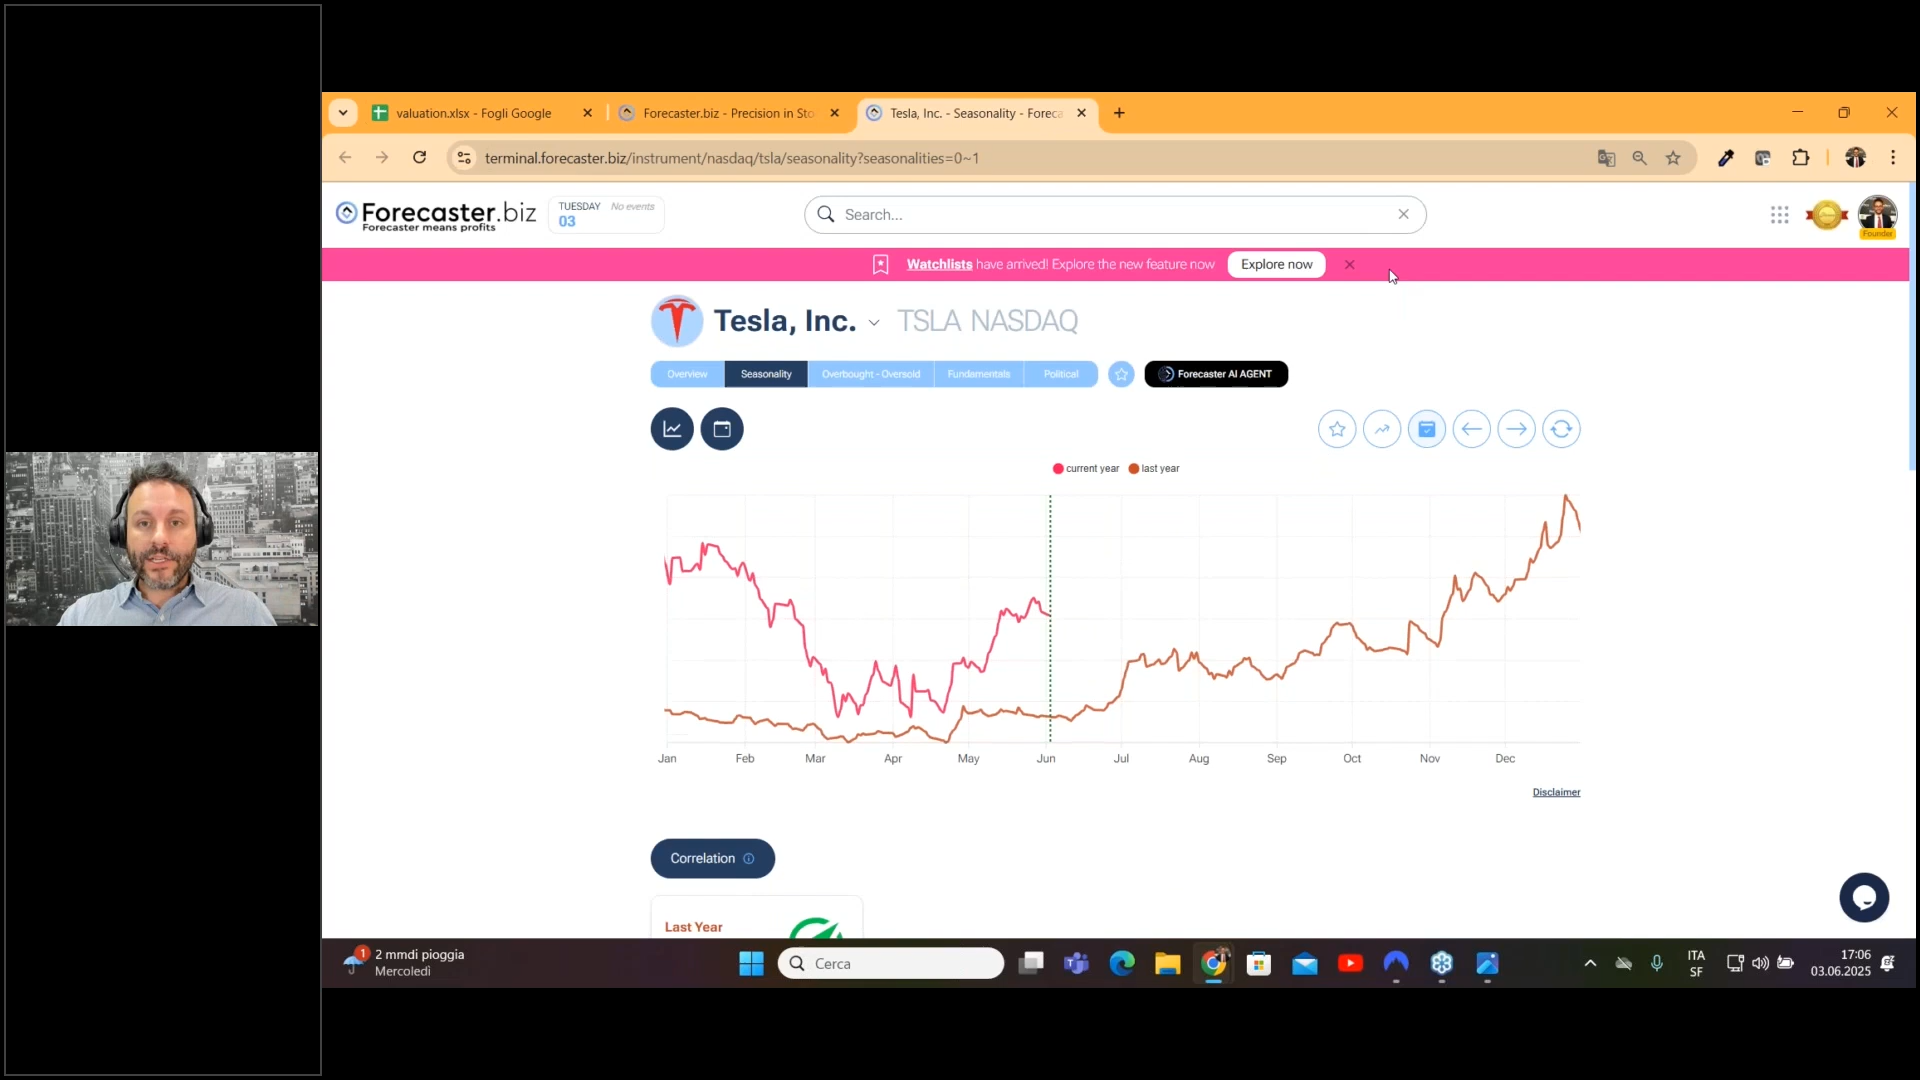 valuation.xlsx - Fogli Google
Forecaster.biz - Precision in Sto
Tesla, Inc. - Seasonality - Foreca
terminal.forecaster.biz/instrument/nasdaq/tsla/seasonality?seasonalities=0~1
Forecaster.biz
Forecaster means profits
TUESDAY No events
03
Search...
Founder
Watchlists have arrived! Explore the new feature now Explore now
Tesla, Inc. TSLA NASDAQ
Overview Seasonality Overbought - Oversold Fundamentals Political Forecaster AI AGENT
current year last year
Jan Feb Mar Apr May Jun Jul Aug Sep Oct Nov Dec
Disclaimer
Correlation
Last Year
1 2 mmdi pioggia
Mercoledì
Cerca
ITA
SF
17:06
03.06.2025